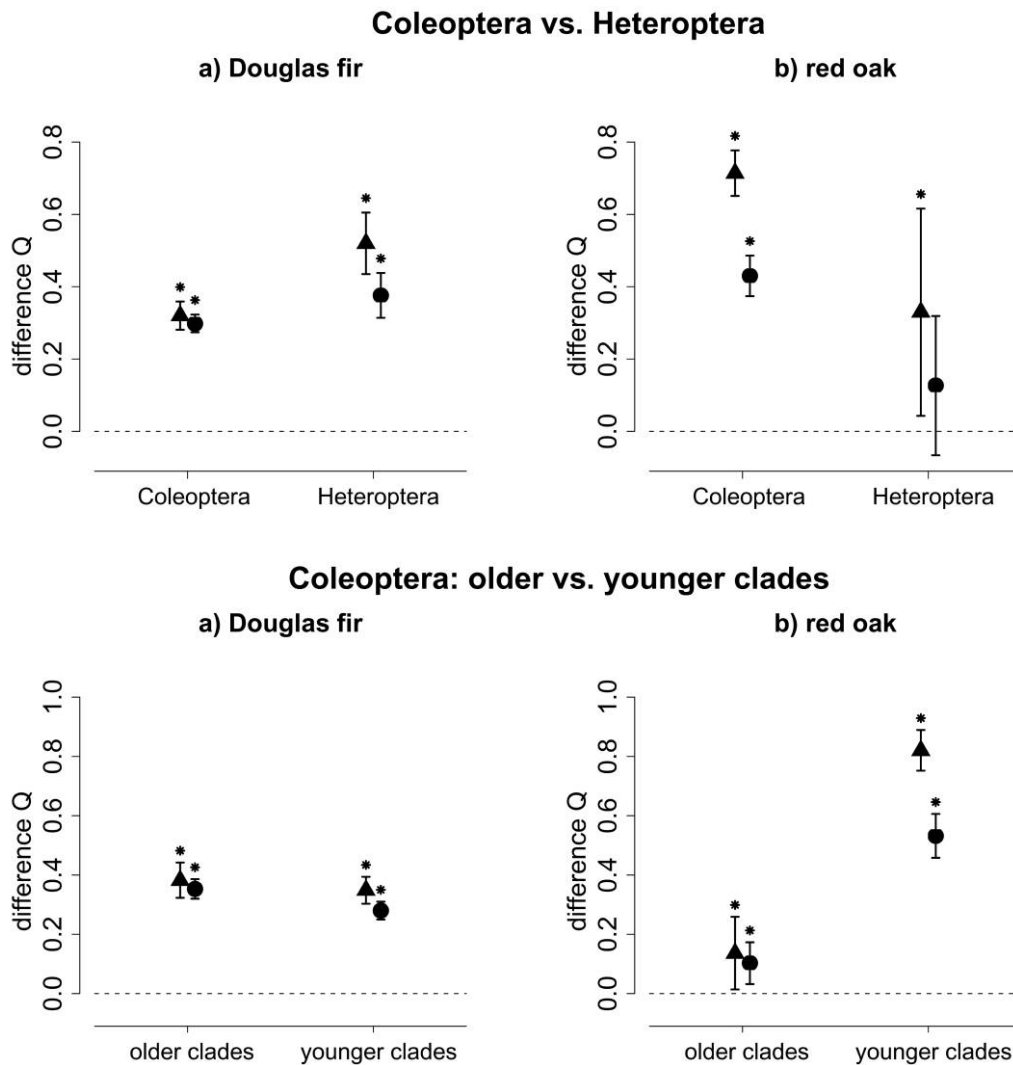 Coleoptera vs. Heteroptera
a) Douglas fir
b) red oak
difference Q
0.0 0.2 0.4 0.6 0.8
* * * *
Coleoptera Heteroptera
difference Q
0.0 0.2 0.4 0.6 0.8
* * *
Coleoptera Heteroptera
Coleoptera: older vs. younger clades
a) Douglas fir
b) red oak
difference Q
0.0 0.2 0.4 0.6 0.8 1.0
* * * *
older clades younger clades
difference Q
0.0 0.2 0.4 0.6 0.8 1.0
* * * *
older clades younger clades